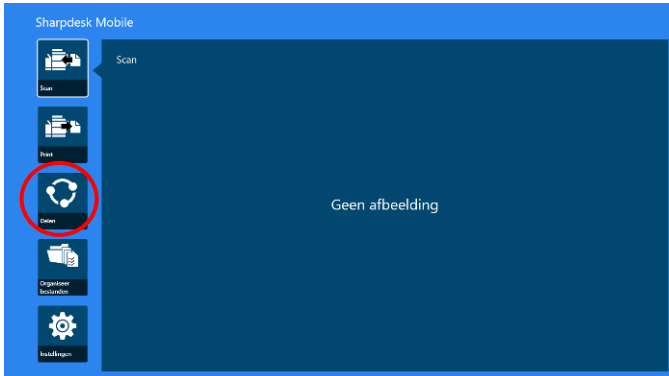 Sharpdesk Mobile
Scan
Scan
Print
Delen
Geen afbeelding
Organiseer
bestanden
Instellingen